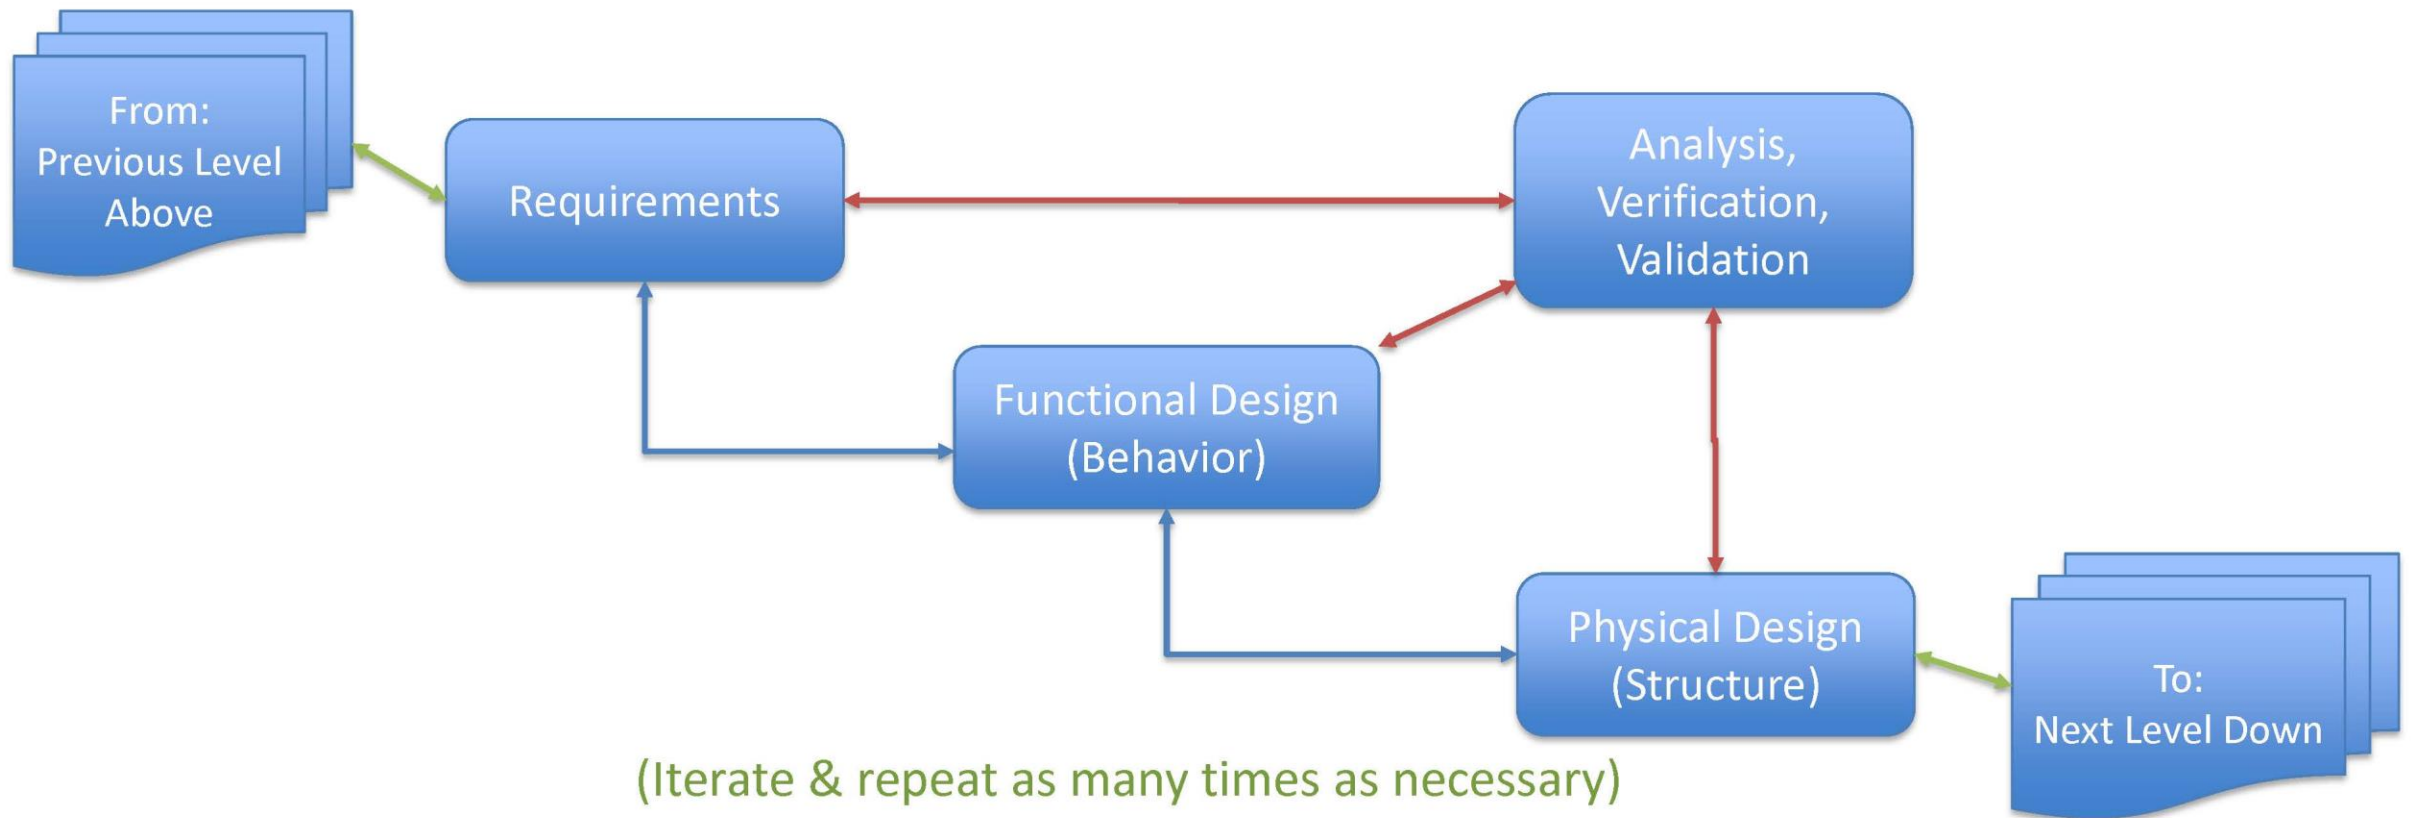 From:
Previous Level
Above
Requirements
Analysis,
Verification,
Validation
Functional Design
(Behavior)
Physical Design
(Structure)
To:
Next Level Down
(Iterate & repeat as many times as necessary)